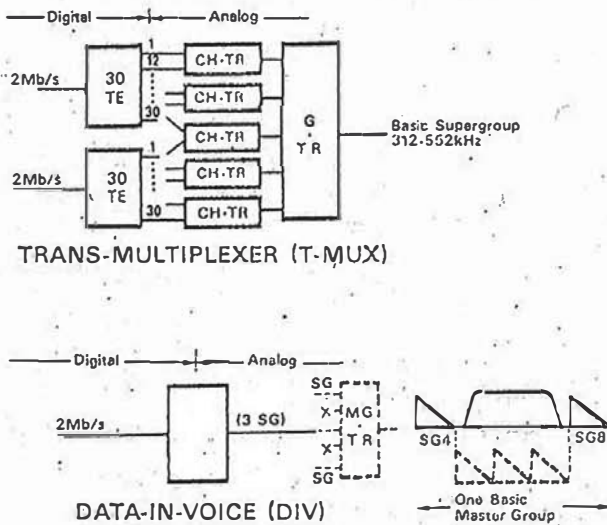 Digital Analog
1
12
30
2Mb/s
30
TE
CH·TR
CH·TR
CH·TR
CH·TR
CH·TR
G
·
TR
Basic Supergroup
312-552kHz
1
30
2Mb/s
30
TE
TRANS-MULTIPLEXER (T-MUX)
Digital Analog
2Mb/s
(3 SG)
SG
X
X
SG
MG
·
TR
SG4
SG8
One Basic
Master Group
DATA-IN-VOICE (DIV)